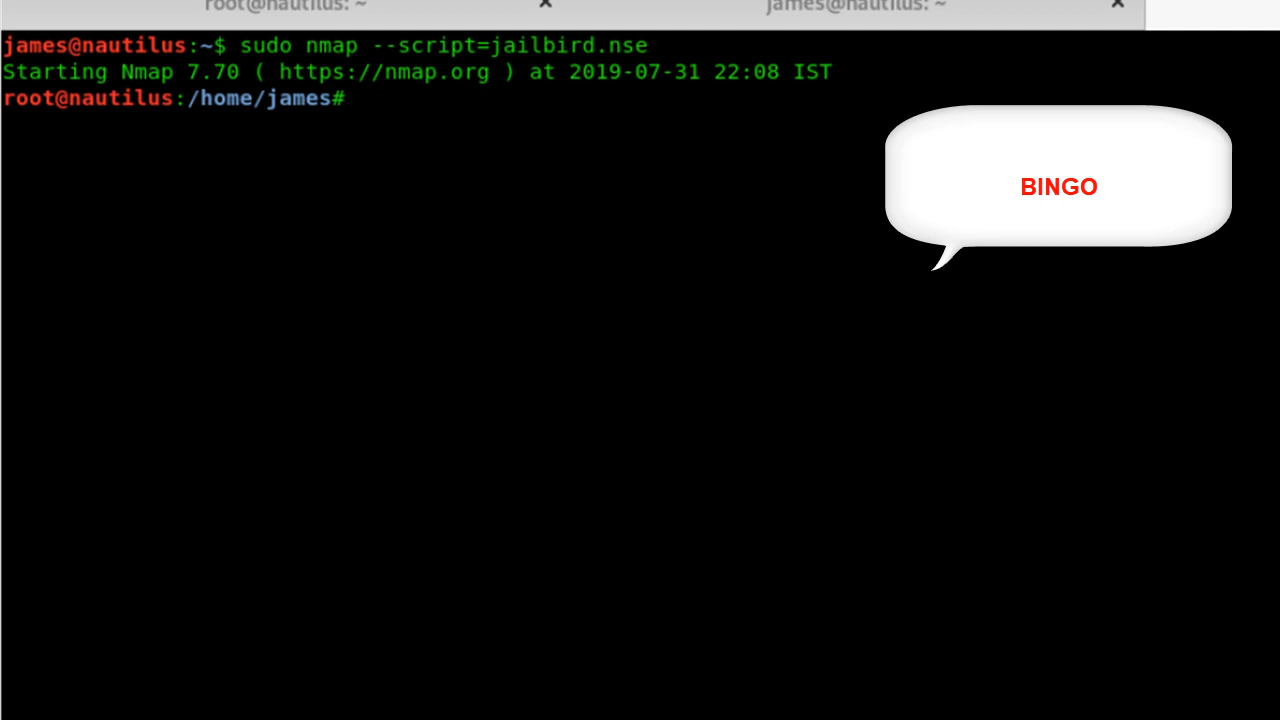 root@nautilus: ~ × james@nautilus: ~ ×
james@nautilus:~$ sudo nmap --script=jailbird.nse
Starting Nmap 7.70 ( https://nmap.org ) at 2019-07-31 22:08 IST
root@nautilus:/home/james#
BINGO